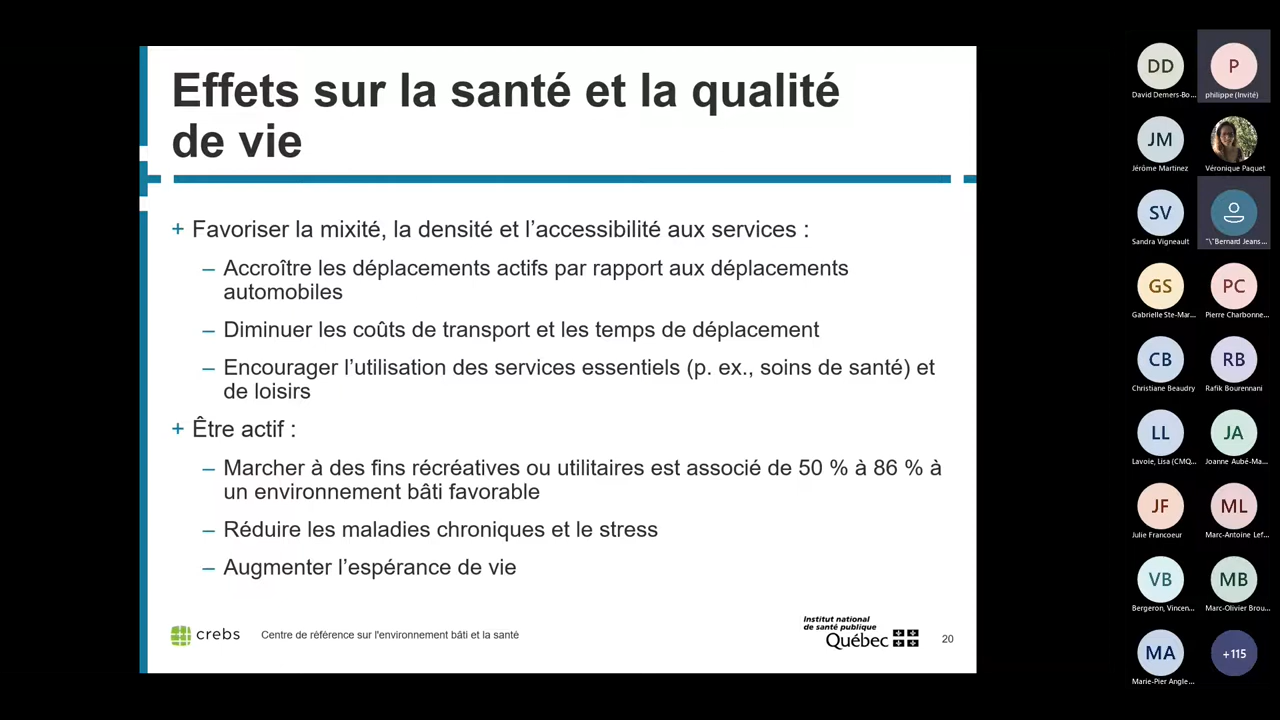 Effets sur la santé et la qualité
de vie
+ Favoriser la mixité, la densité et l’accessibilité aux services :
– Accroître les déplacements actifs par rapport aux déplacements
automobiles
– Diminuer les coûts de transport et les temps de déplacement
– Encourager l’utilisation des services essentiels (p. ex., soins de santé) et
de loisirs
+ Être actif :
– Marcher à des fins récréatives ou utilitaires est associé de 50 % à 86 % à
un environnement bâti favorable
– Réduire les maladies chroniques et le stress
– Augmenter l’espérance de vie
crebs
Centre de référence sur l'environnement bâti et la santé
Institut national
de santé publique
Québec
20
DD
David Demers-Bo...
P
philippe (Invité)
JM
Jérôme Martinez
Véronique Paquet
SV
Sandra Vigneault
"\"Bernard Jeans...
GS
Gabrielle Ste-Mar...
PC
Pierre Charbonne...
CB
Christiane Beaudry
RB
Rafik Bourennani
LL
Lavoie, Lisa (CMQ...
JA
Joanne Aubé-Ma...
JF
Julie Francoeur
ML
Marc-Antoine Lef...
VB
Bergeron, Vincen...
MB
Marc-Olivier Brou...
MA
Marie-Pier Angle...
+115